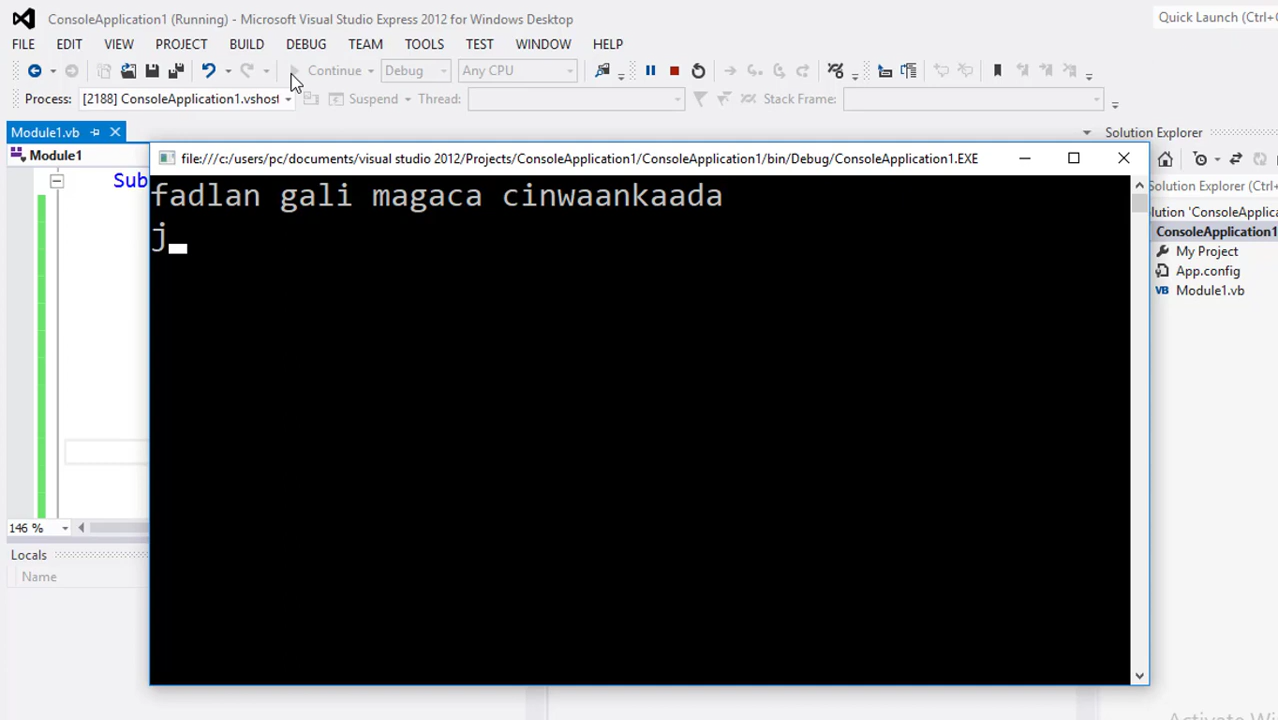 ConsoleApplication1 (Running) - Microsoft Visual Studio Express 2012 for Windows Desktop
Quick Launch (Ctrl+
FILE EDIT VIEW PROJECT BUILD DEBUG TEAM TOOLS TEST WINDOW HELP
Continue Debug Any CPU
Process: [2188] ConsoleApplication1.vshost Suspend Thread: Stack Frame:
Module1.vb
Solution Explorer
Module1
file:///c:/users/pc/documents/visual studio 2012/Projects/ConsoleApplication1/ConsoleApplication1/bin/Debug/ConsoleApplication1.EXE
Sub
Solution Explorer (Ctrl+
fadlan gali magaca cinwaankaada
lution 'ConsoleApplica
ConsoleApplication1
j
My Project
App.config
VB Module1.vb
146 %
Locals
Name
Activate Wi